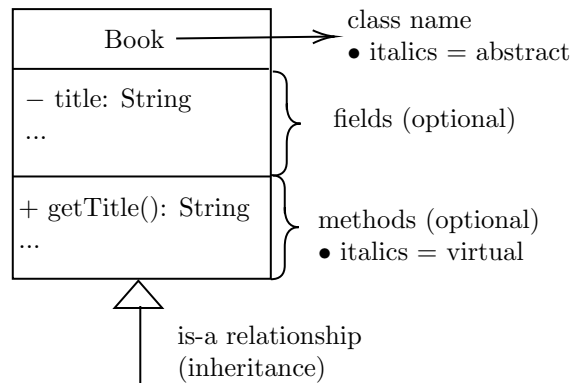 Book
class name
• italics = abstract
− title: String
...
fields (optional)
+ getTitle(): String
...
methods (optional)
• italics = virtual
is-a relationship
(inheritance)